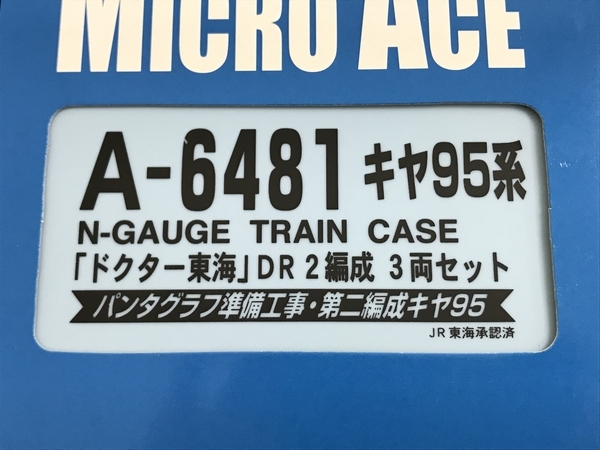 MICRO ACE
A-6481 キヤ95系
N-GAUGE TRAIN CASE
「ドクター東海」DR2編成 3両セット
パンタグラフ準備工事・第二編成キヤ95
JR東海承認済